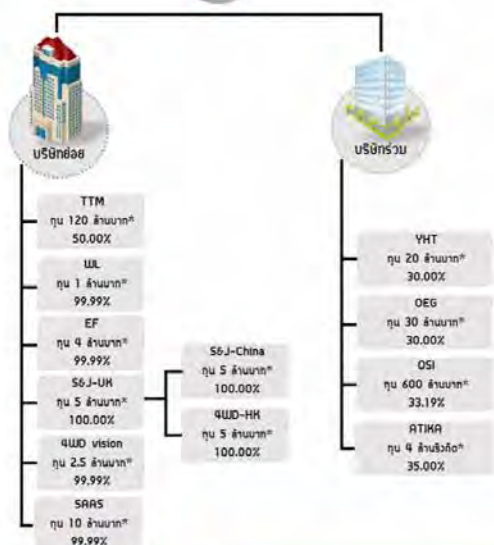 บริษัทย่อย
TTM
ทุน 120 ล้านบาท*
50.00%
WL
ทุน 1 ล้านบาท*
99.99%
EF
ทุน 4 ล้านบาท*
99.99%
S&J-UK
ทุน 5 ล้านบาท*
100.00%
4WD vision
ทุน 2.5 ล้านบาท*
99.99%
SAAS
ทุน 10 ล้านบาท*
99.99%
S&J-China
ทุน 5 ล้านบาท*
100.00%
4WD-HK
ทุน 5 ล้านบาท*
100.00%
บริษัทร่วม
YHT
ทุน 20 ล้านบาท*
30.00%
OEG
ทุน 30 ล้านบาท*
30.00%
OSI
ทุน 600 ล้านบาท*
33.19%
ATIKA
ทุน 4 ล้านริงกิต*
35.00%